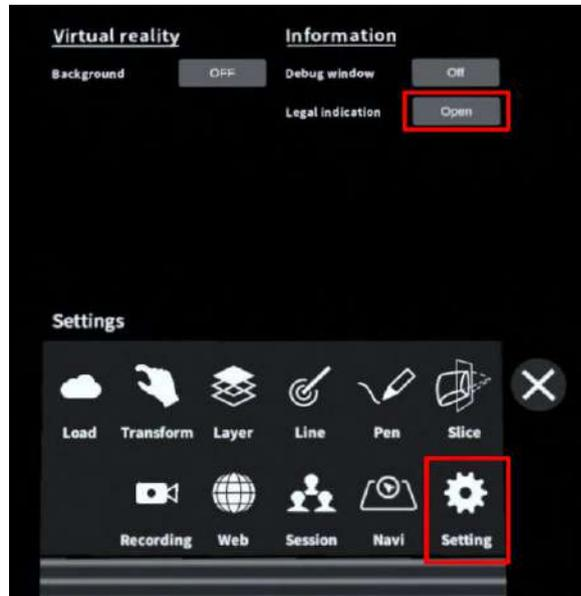 Virtual reality
Information
Background
OFF
Debug window
Off
Legal indication
Open
Settings
Load
Transform
Layer
Line
Pen
Slice
Recording
Web
Session
Navi
Setting